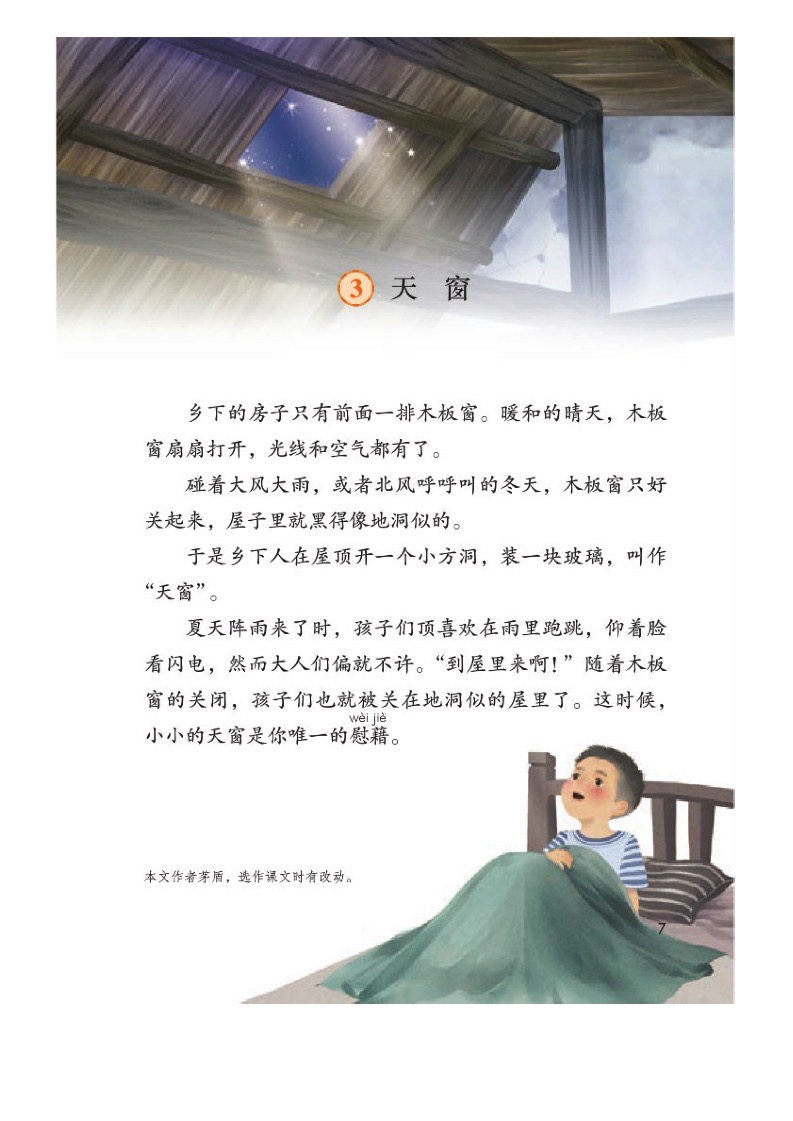 3 天 窗
乡下的房子只有前面一排木板窗。暖和的晴天，木板
窗扇扇打开，光线和空气都有了。
碰着大风大雨，或者北风呼呼叫的冬天，木板窗只好
关起来，屋子里就黑得像地洞似的。
于是乡下人在屋顶开一个小方洞，装一块玻璃，叫作
“天窗”。
夏天阵雨来了时，孩子们顶喜欢在雨里跑跳，仰着脸
看闪电，然而大人们偏就不许。“到屋里来啊！”随着木板
窗的关闭，孩子们也就被关在地洞似的屋里了。这时候，
wèi jiè
小小的天窗是你唯一的慰藉。
本文作者茅盾，选作课文时有改动。
7